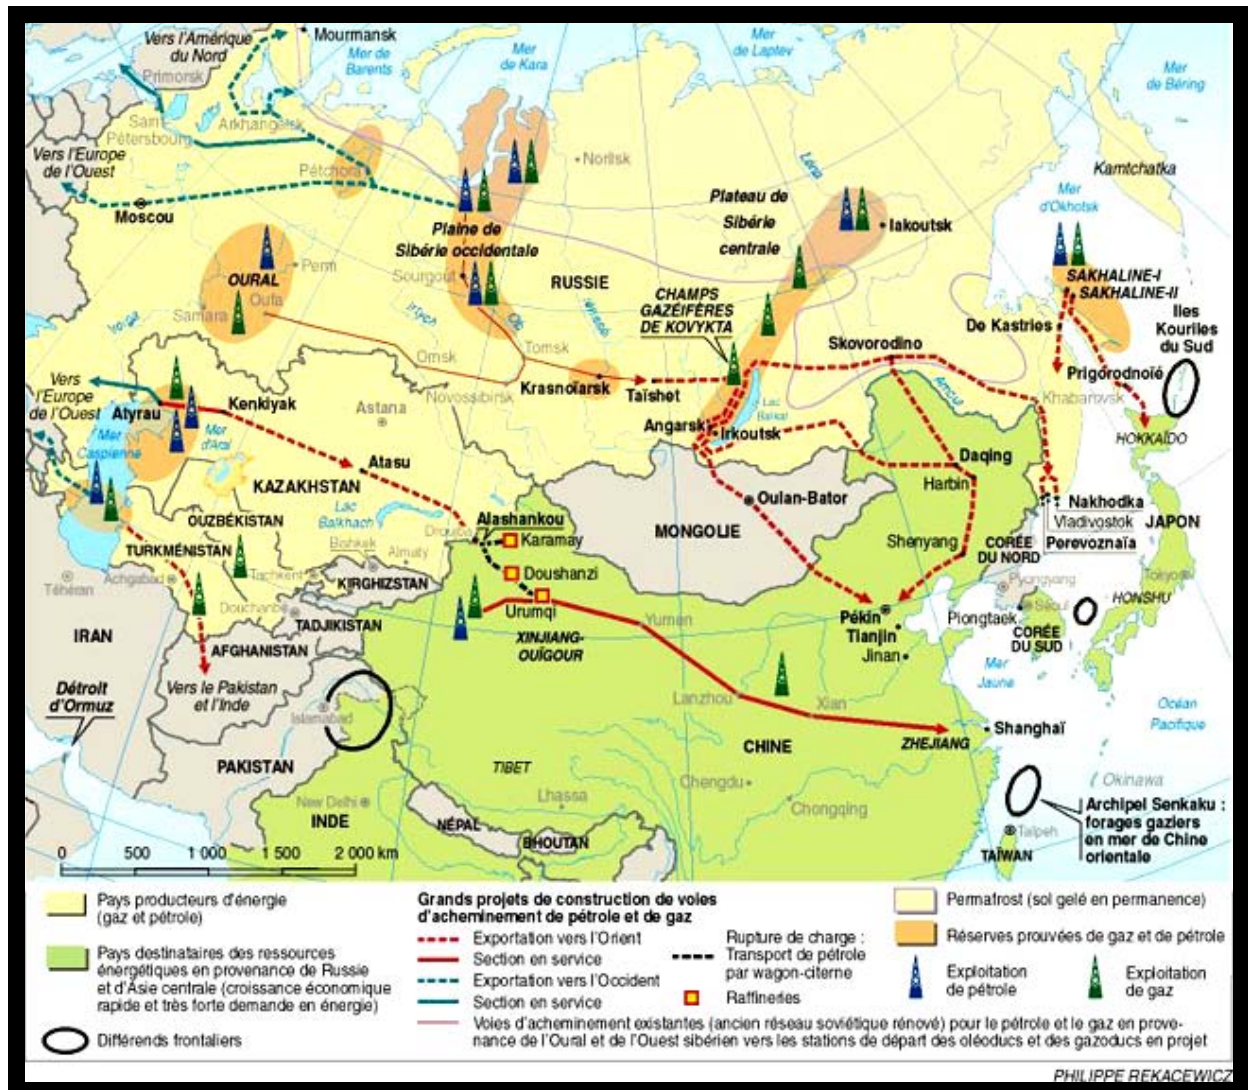 Vers l'Amérique
du Nord
Mourmansk
Mer de
Barents
Mer
de Kara
Mer
de Laptev
Mer
de Béring
Primorsk
Saint
Pétersbourg
Arkhangelsk
Vers l'Europe
de l'Ouest
Pétchora
Norilsk
Léna
Kamtchatka
Moscou
Plaine de
Sibérie occidentale
Plateau de
Sibérie
centrale
Iakoutsk
Mer
d'Okhotsk
OURAL
Perm
Oufa
Samara
Sourgout
RUSSIE
CHAMPS
GAZÉIFÈRES
DE KOVYKTA
SAKHALINE-I
SAKHALINE-II
Iles
Kouriles
du Sud
De Kastries
Volga
Irtych
Ob
Iénisséi
Omsk
Tomsk
Skovorodino
Prigorodnoïé
Vers
l'Europe
de l'Ouest
Novossibirsk
Krasnoïarsk
Taïshet
Lac
Baïkal
Amour
Khabarovsk
Atyrau
Kenkiyak
Astana
Angarsk
Irkoutsk
HOKKAÏDO
Mer
Caspienne
Mer
d'Aral
Atasu
Daqing
Harbin
KAZAKHSTAN
Lac
Balkhach
Oulan-Bator
Nakhodka
Vladivostok
Perevoznaïa
JAPON
OUZBÉKISTAN
Droujba
Alashankou
Karamay
MONGOLIE
Shenyang
CORÉE
DU NORD
TURKMÉNISTAN
Bishkek
Almaty
Doushanzi
Pyongyang
Tokyo
Téhéran
Achgabad
Tachkent
KIRGHIZSTAN
Urumqi
HONSHU
Douchanbé
TADJIKISTAN
XINJIANG-
OUÏGOUR
Yumen
Pékin
Tianjin
Jinan
Piongtaek
Séoul
CORÉE
DU SUD
IRAN
AFGHANISTAN
Mer
Jaune
Vers le Pakistan
et l'Inde
Détroit
d'Ormuz
Islamabad
Lanzhou
Xian
Océan
Pacifique
Shanghaï
ZHEJIANG
CHINE
PAKISTAN
TIBET
Chengdu
Chongqing
Okinawa
New Delhi
Lhassa
INDE
NÉPAL
BHOUTAN
Taïpeh
TAÏWAN
Archipel Senkaku :
forages gaziers
en mer de Chine
orientale
0 500 1 000 1 500 2 000 km
Pays producteurs d'énergie
(gaz et pétrole)
Pays destinataires des ressources
énergétiques en provenance de Russie
et d'Asie centrale (croissance économique
rapide et très forte demande en énergie)
Différends frontaliers
Grands projets de construction de voies
d'acheminement de pétrole et de gaz
Exportation vers l'Orient
Section en service
Exportation vers l'Occident
Section en service
Rupture de charge :
Transport de pétrole
par wagon-citerne
Raffineries
Voies d'acheminement existantes (ancien réseau soviétique rénové) pour le pétrole et le gaz en prove-
nance de l'Oural et de l'Ouest sibérien vers les stations de départ des oléoducs et des gazoducs en projet
Permafrost (sol gelé en permanence)
Réserves prouvées de gaz et de pétrole
Exploitation
de pétrole
Exploitation
de gaz
PHILIPPE REKACEWICZ